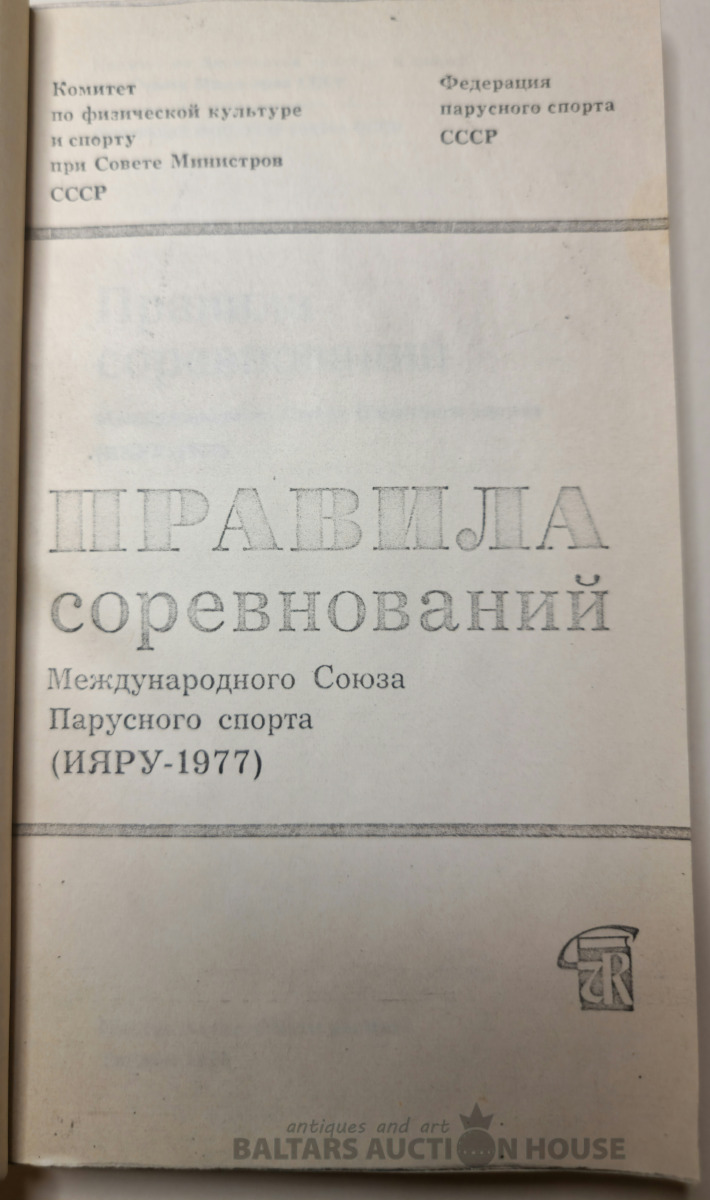 Комитет
по физической культуре
и спорту
при Совете Министров
СССР
Федерация
парусного спорта
СССР
ПРАВИЛА
соревнований
Международного Союза
Парусного спорта
(ИЯРУ-1977)
antiques and art
BALTARS AUCTION HOUSE